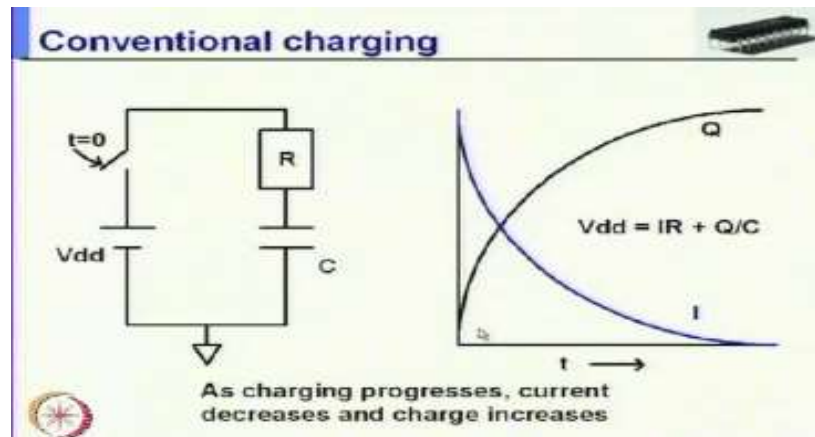 Conventional charging
t=0
R
Vdd
C
Q
Vdd = IR + Q/C
I
t
As charging progresses, current
decreases and charge increases